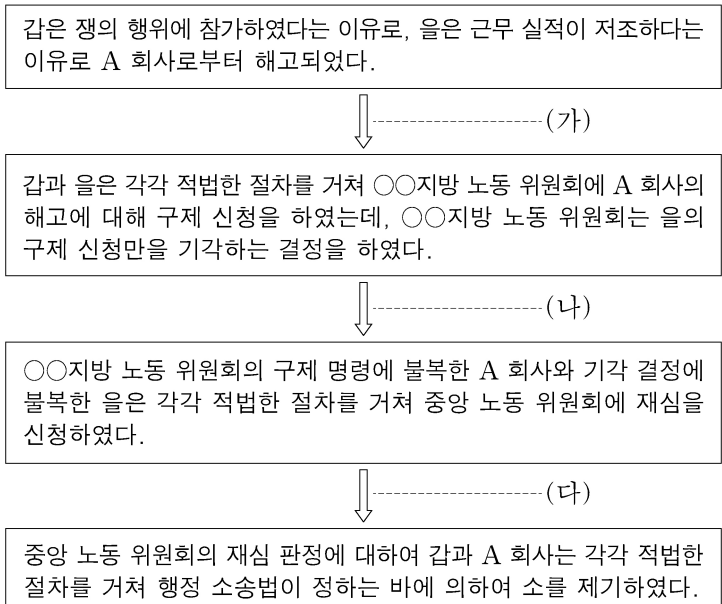 갑은 쟁의 행위에 참가하였다는 이유로, 을은 근무 실적이 저조하다는
이유로 A 회사로부터 해고되었다.
(가)
갑과 을은 각각 적법한 절차를 거쳐 ○○지방 노동 위원회에 A 회사의
해고에 대해 구제 신청을 하였는데, ○○지방 노동 위원회는 을의
구제 신청만을 기각하는 결정을 하였다.
(나)
○○지방 노동 위원회의 구제 명령에 불복한 A 회사와 기각 결정에
불복한 을은 각각 적법한 절차를 거쳐 중앙 노동 위원회에 재심을
신청하였다.
(다)
중앙 노동 위원회의 재심 판정에 대하여 갑과 A 회사는 각각 적법한
절차를 거쳐 행정 소송법이 정하는 바에 의하여 소를 제기하였다.